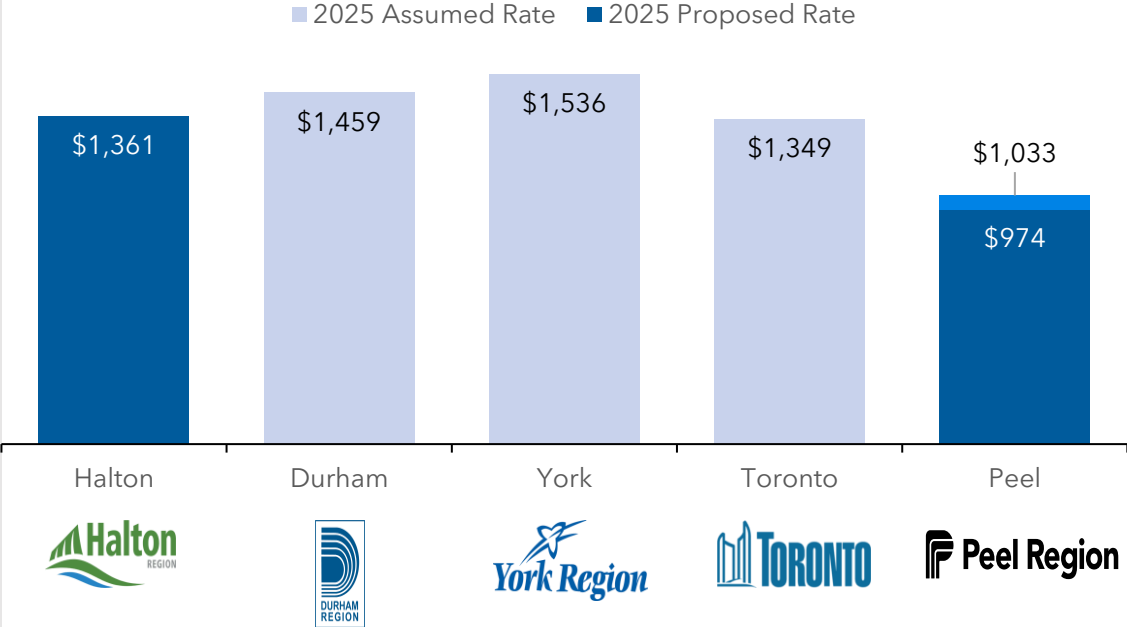 2025 Assumed Rate 2025 Proposed Rate
$1,361
$1,459
$1,536
$1,349
$1,033
$974
Halton Durham York Toronto Peel
Halton
REGION
DURHAM
REGION
York Region
TORONTO
Peel Region